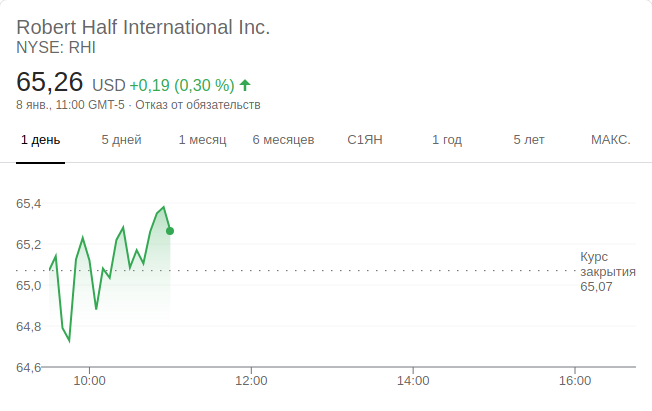 Robert Half International Inc.
NYSE: RHI
65,26 USD +0,19 (0,30 %)
8 янв., 11:00 GMT-5 · Отказ от обязательств
1 день 5 дней 1 месяц 6 месяцев С1ЯН 1 год 5 лет МАКС.
65,4
65,2
Курс
закрытия
65,07
65,0
64,8
64,6
10:00 12:00 14:00 16:00